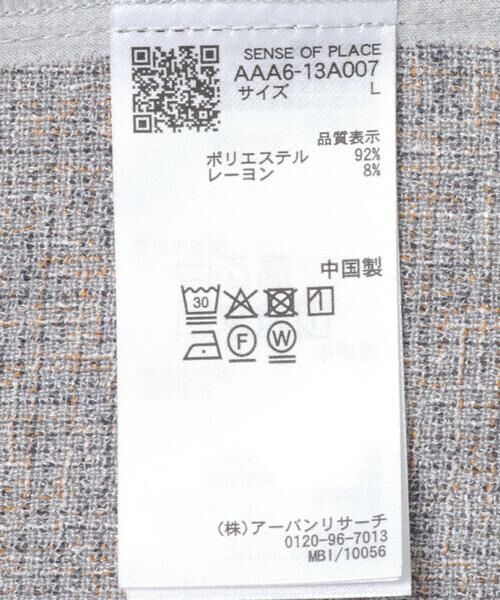 SENSE OF PLACE
AAA6-13A007
サイズ L
品質表示
ポリエステル 92%
レーヨン 8%
中国製
30
F W
(株)アーバンリサーチ
0120-96-7013
MBI/10056